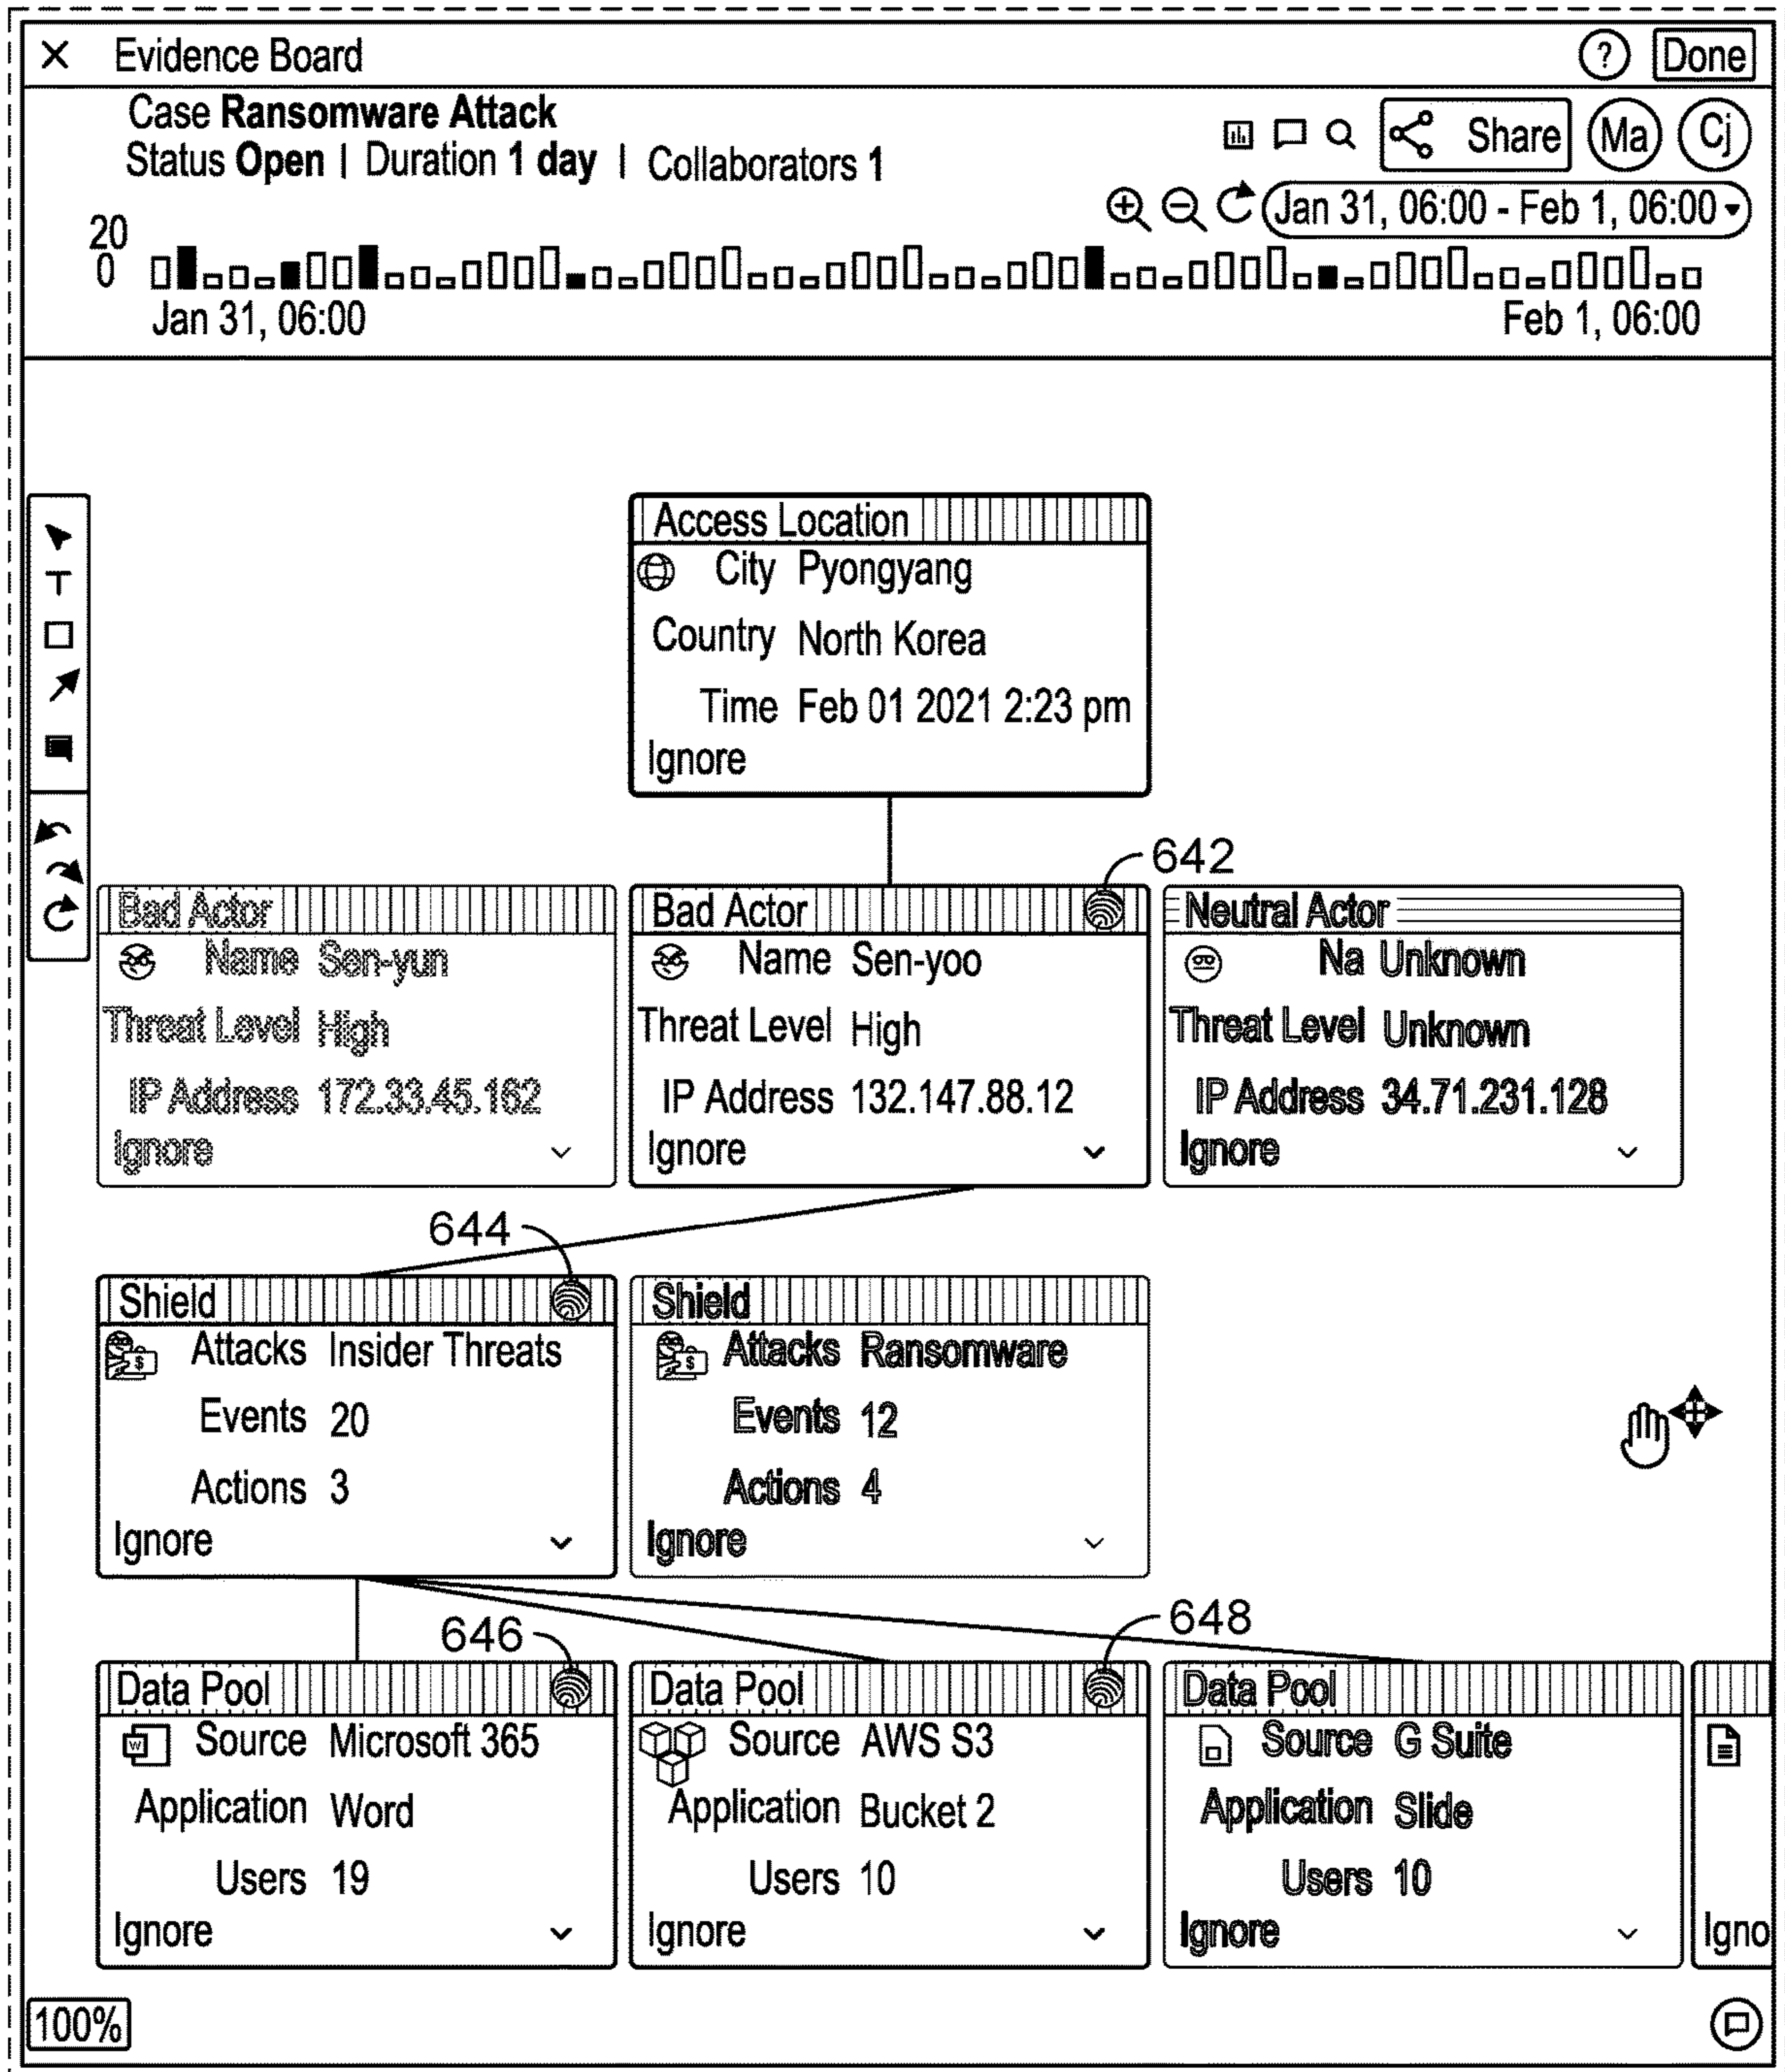 Evidence Board ? Done
Case Ransomware Attack
Share Ma Cj
Status Open | Duration 1 day | Collaborators 1
Jan 31, 06:00 - Feb 1, 06:00
20
0
Jan 31, 06:00 Feb 1, 06:00
T
Access Location
City Pyongyang
Country North Korea
Time Feb 01 2021 2:23 pm
Ignore
642
Bad Actor
Name Sen-yun
Threat Level High
IP Address 172.33.45.162
Ignore
Bad Actor
Name Sen-yoo
Threat Level High
IP Address 132.147.88.12
Ignore
Neutral Actor
Na Unknown
Threat Level Unknown
IP Address 34.71.231.128
Ignore
644
Shield
Attacks Insider Threats
Events 20
Actions 3
Ignore
Shield
$ Attacks Ransomware
Events 12
Actions 4
Ignore
646
648
Data Pool
W Source Microsoft 365
Application Word
Users 19
Ignore
Data Pool
Source AWS S3
Application Bucket 2
Users 10
Ignore
Data Pool
Source G Suite
Application Slide
Users 10
Ignore
Igno
100%